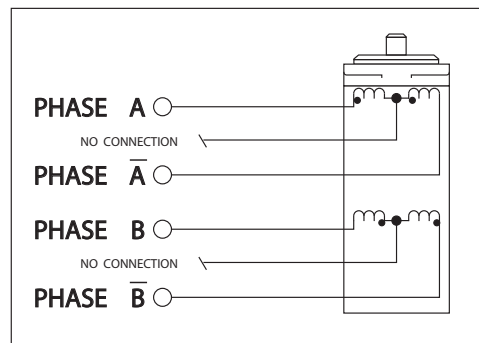 PHASE A
NO CONNECTION
PHASE A̅
PHASE B
NO CONNECTION
PHASE B̅